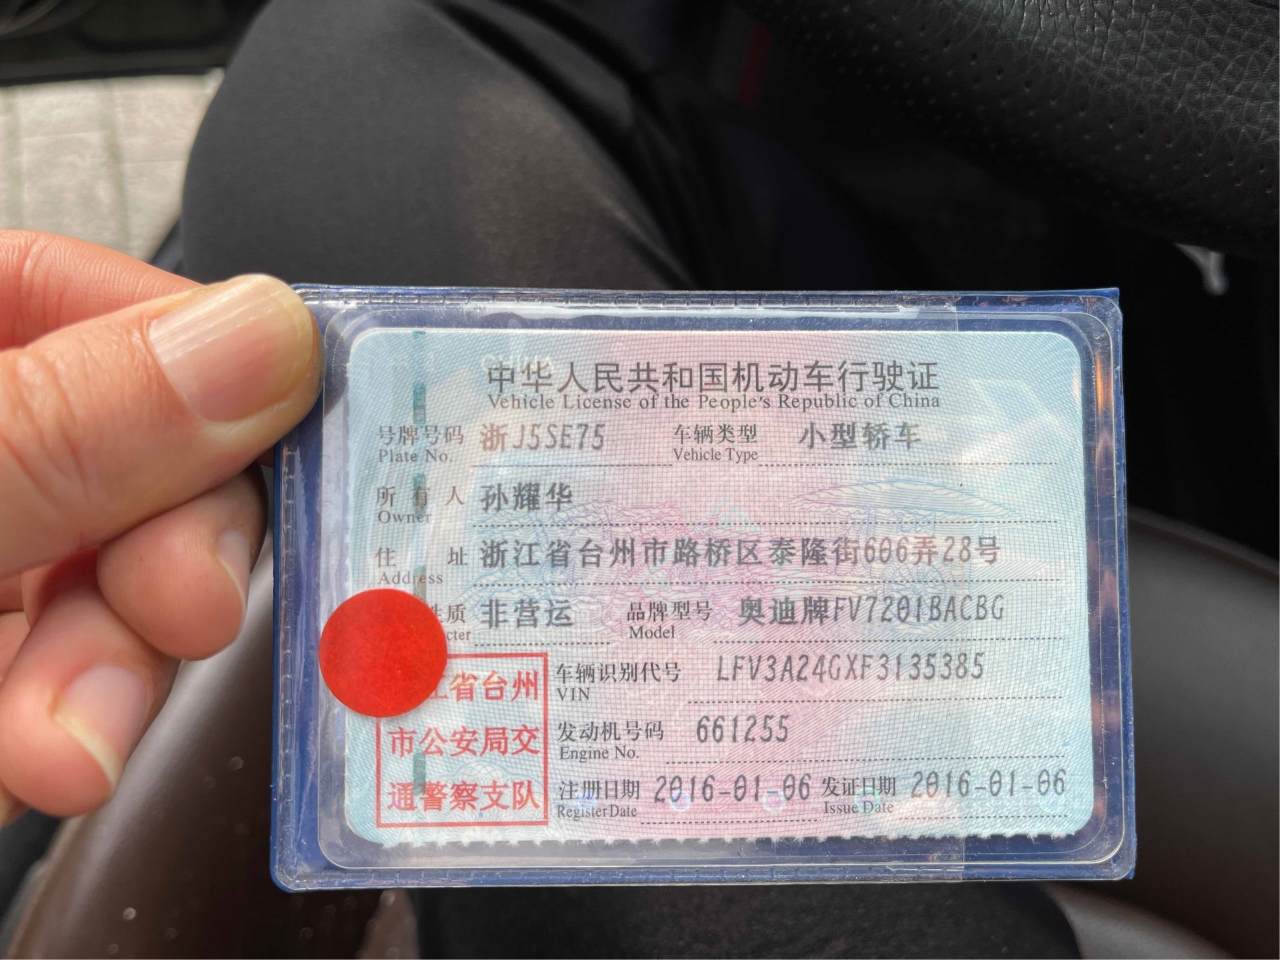 中华人民共和国机动车行驶证
Vehicle License of the People's Republic of China
号牌号码 浙J5SE75 车辆类型 小型轿车
Plate No. Vehicle Type
所有人 孙耀华
Owner
住址 浙江省台州市路桥区泰隆街606弄28号
Address
性质 非营运 品牌型号 奥迪牌FV7201BACBG
cter Model
车辆识别代号 LFV3A24GXF3135385
VIN
发动机号码 661255
Engine No.
注册日期 2016-01-06 发证日期 2016-01-06
Register Date Issue Date
省台州
市公安局交
通警察支队